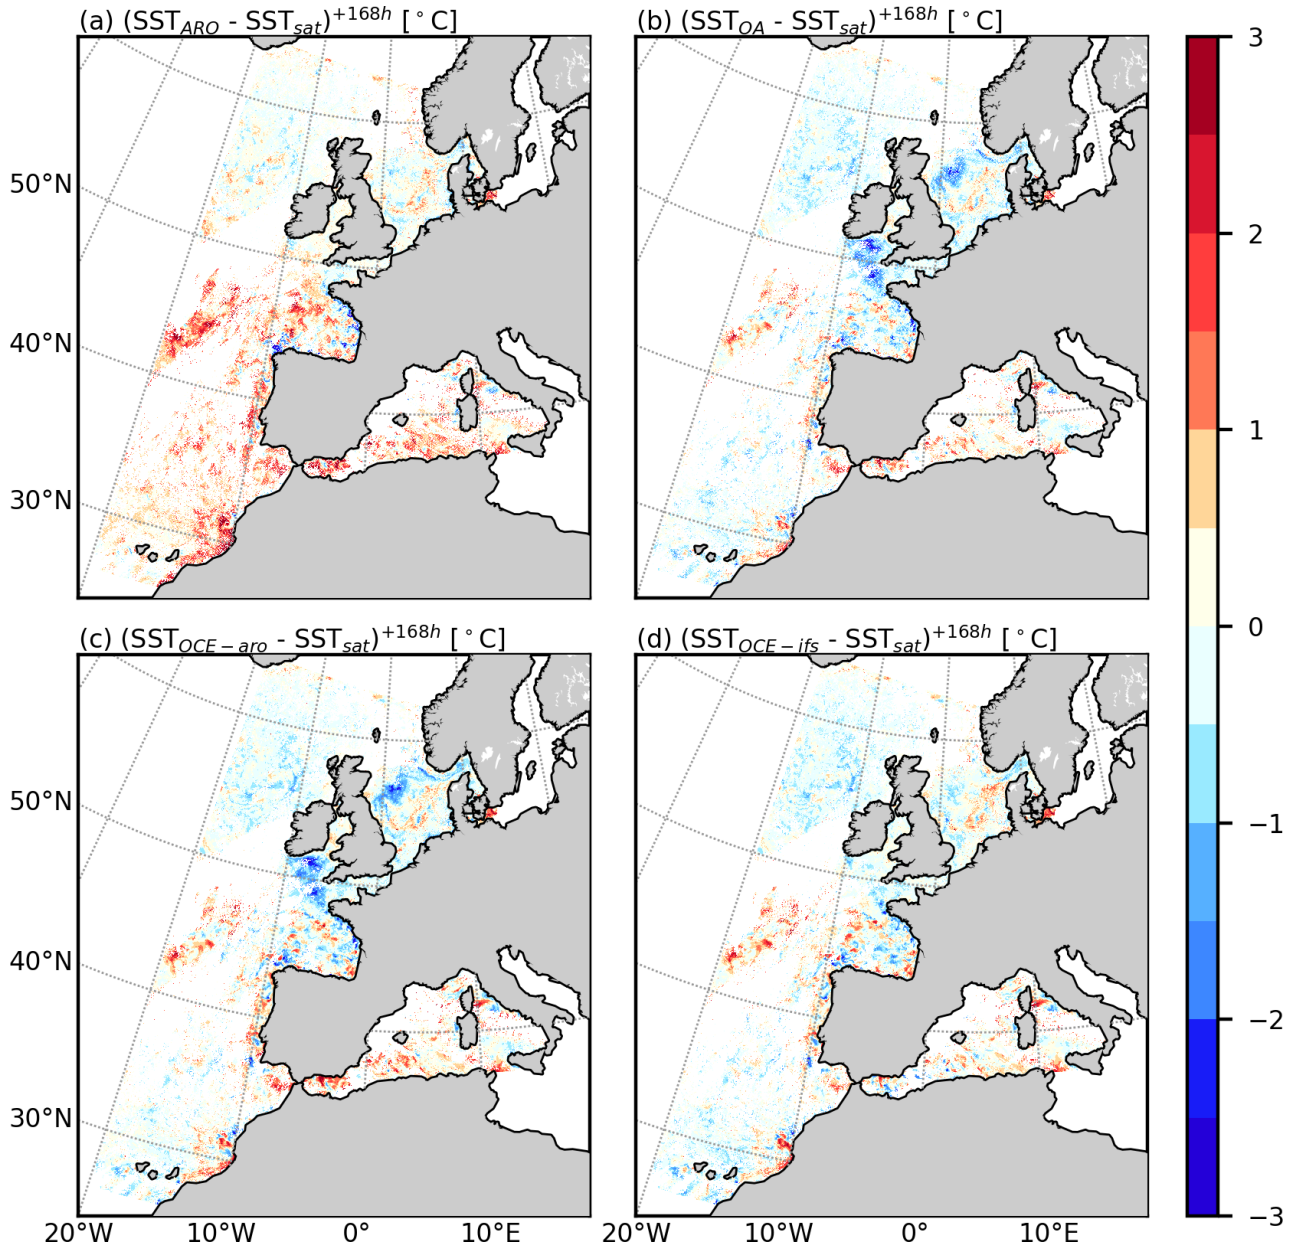 (a) (SST_ARO - SST_sat)^+168h [°C]
(b) (SST_OA - SST_sat)^+168h [°C]
50°N
40°N
30°N
(c) (SST_OCE-aro - SST_sat)^+168h [°C]
(d) (SST_OCE-ifs - SST_sat)^+168h [°C]
50°N
40°N
30°N
20°W 10°W 0° 10°E
20°W 10°W 0° 10°E
3
2
1
0
−1
−2
−3